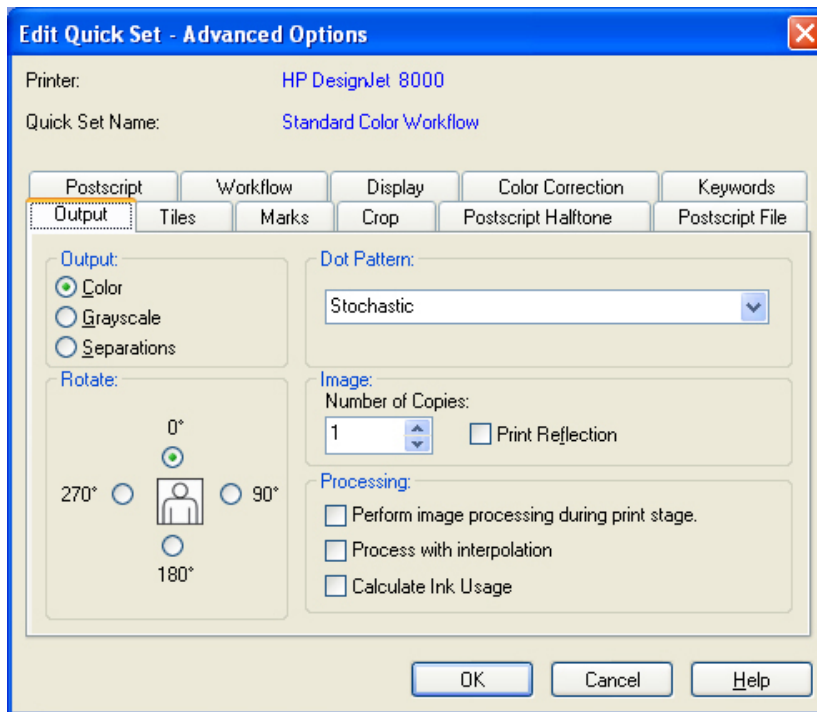 Edit Quick Set - Advanced Options
Printer: HP DesignJet 8000
Quick Set Name: Standard Color Workflow
Postscript Workflow Display Color Correction Keywords
Output Tiles Marks Crop Postscript Halftone Postscript File
Output:
Color
Grayscale
Separations
Dot Pattern:
Stochastic
Rotate:
0°
270°
90°
180°
Image:
Number of Copies:
1
Print Reflection
Processing:
Perform image processing during print stage.
Process with interpolation
Calculate Ink Usage
OK Cancel Help